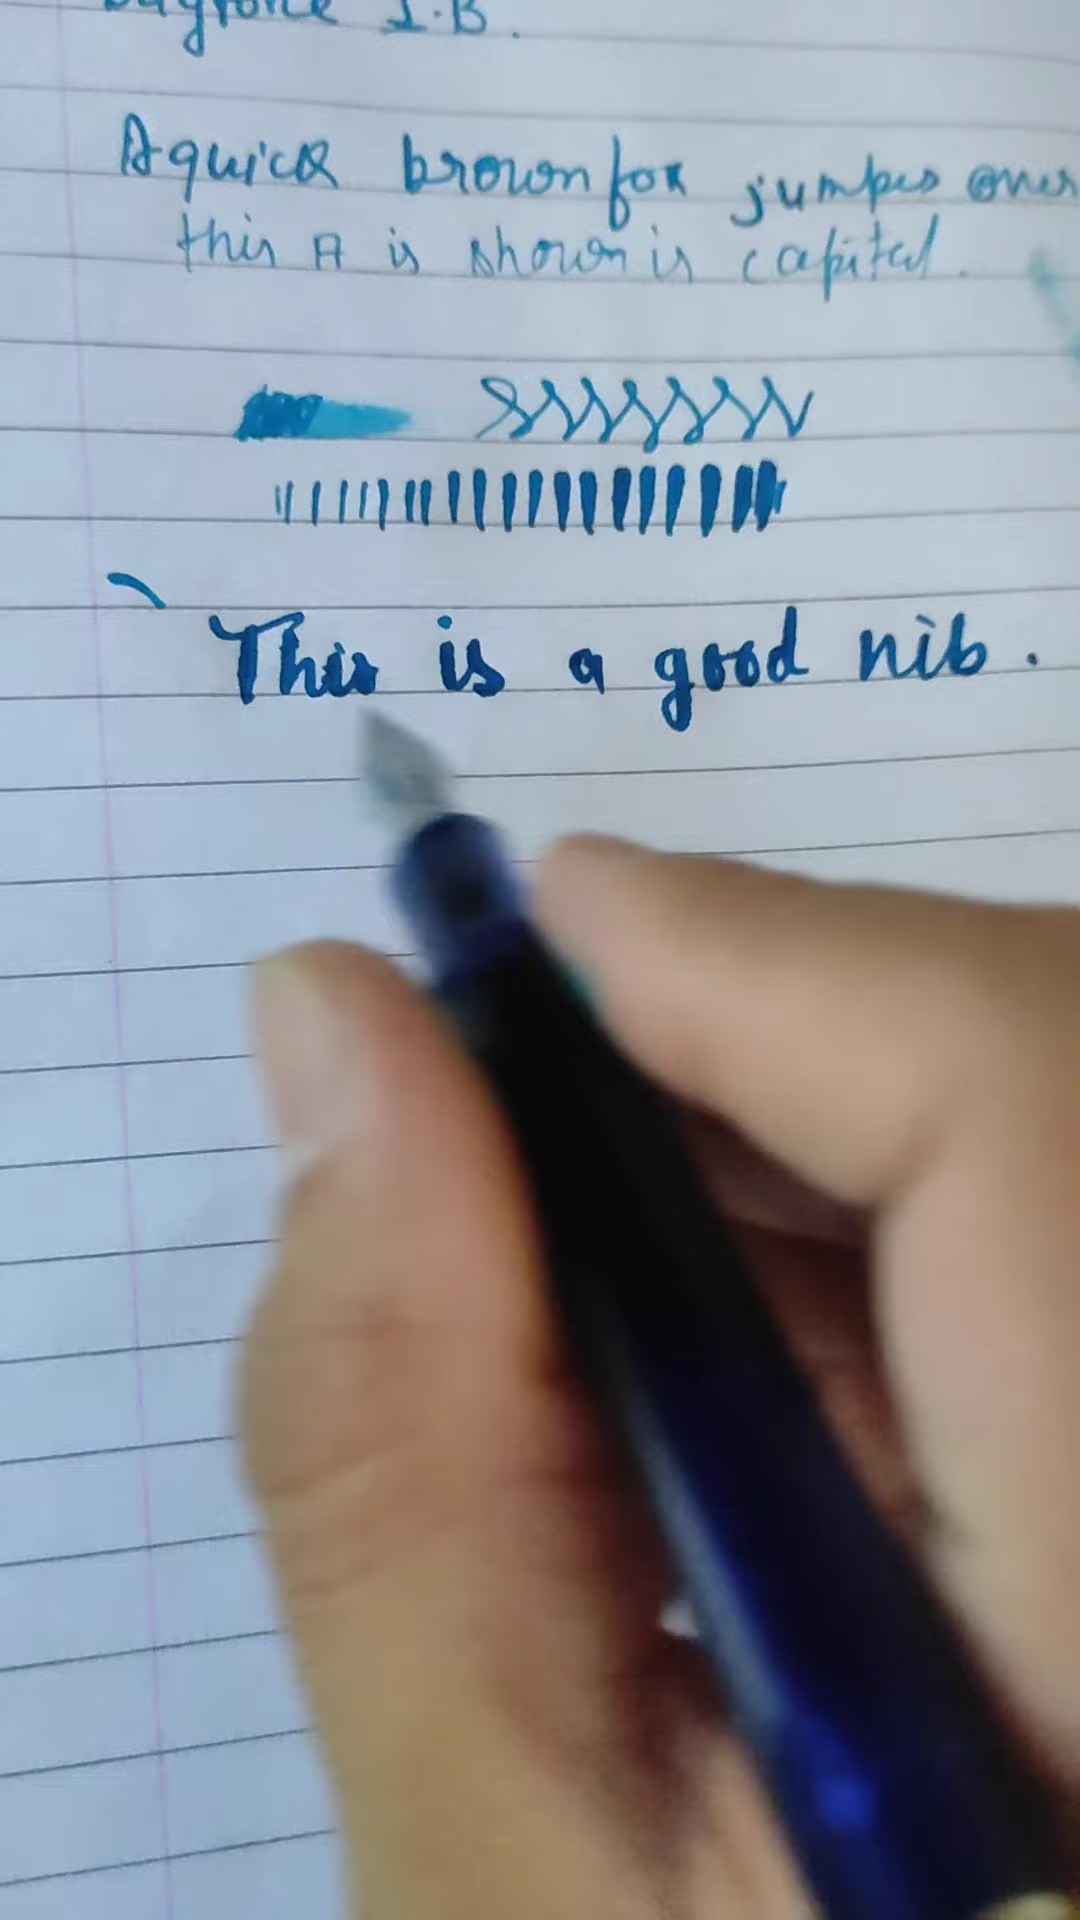 I.B.
A quick brown fox jumps over
this A is shown is capital.
This is a good nib.